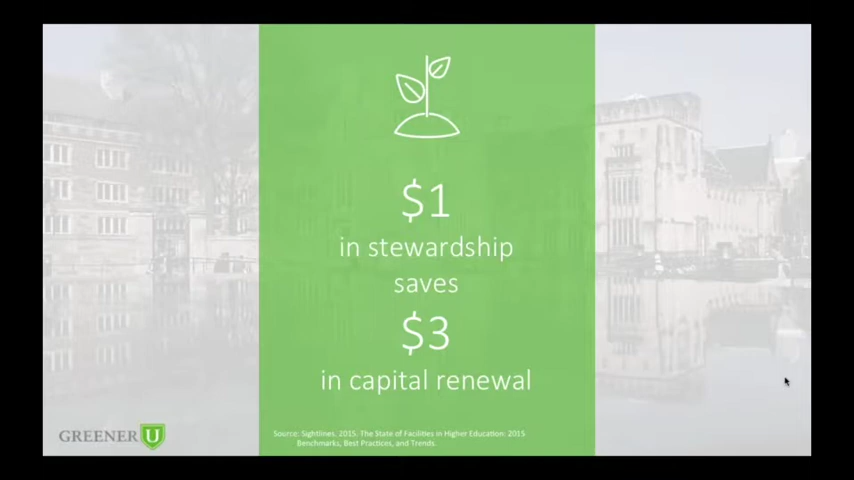 $1
in stewardship
saves
$3
in capital renewal
Source: Sightlines. 2015. The State of Facilities in Higher Education: 2015
Benchmarks, Best Practices, and Trends.
GREENER U